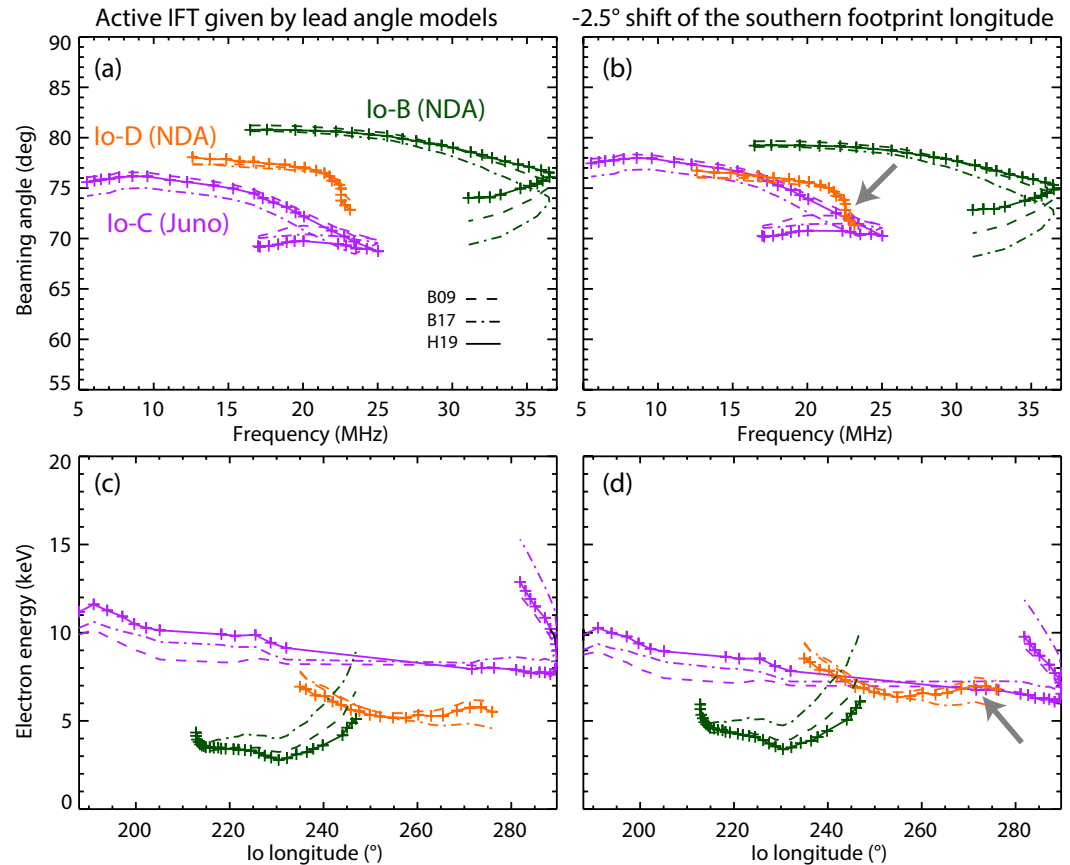 Active IFT given by lead angle models
-2.5° shift of the southern footprint longitude
90
85
80
75
70
65
60
55
Beaming angle (deg)
(a)
Io-B (NDA)
Io-D (NDA)
Io-C (Juno)
B09
B17
H19
5 10 15 20 25 30 35
Frequency (MHz)
(b)
5 10 15 20 25 30 35
Frequency (MHz)
20
15
10
5
0
Electron energy (keV)
(c)
200 220 240 260 280
Io longitude (°)
(d)
200 220 240 260 280
Io longitude (°)